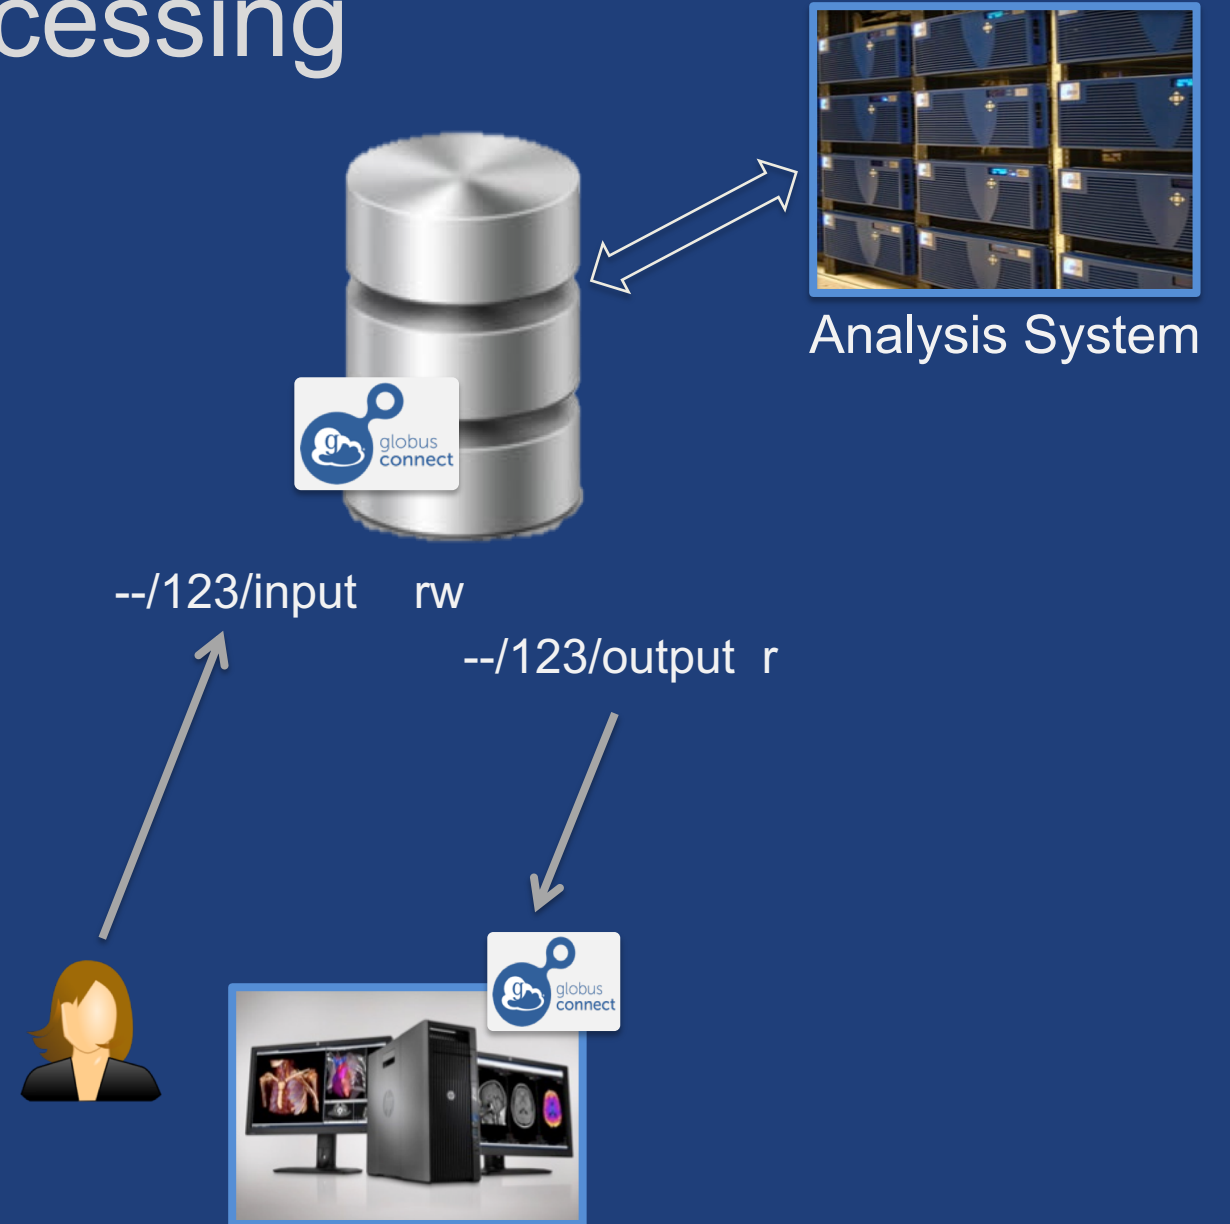 cessing
Analysis System
globus
connect
--/123/input rw
--/123/output r
globus
connect